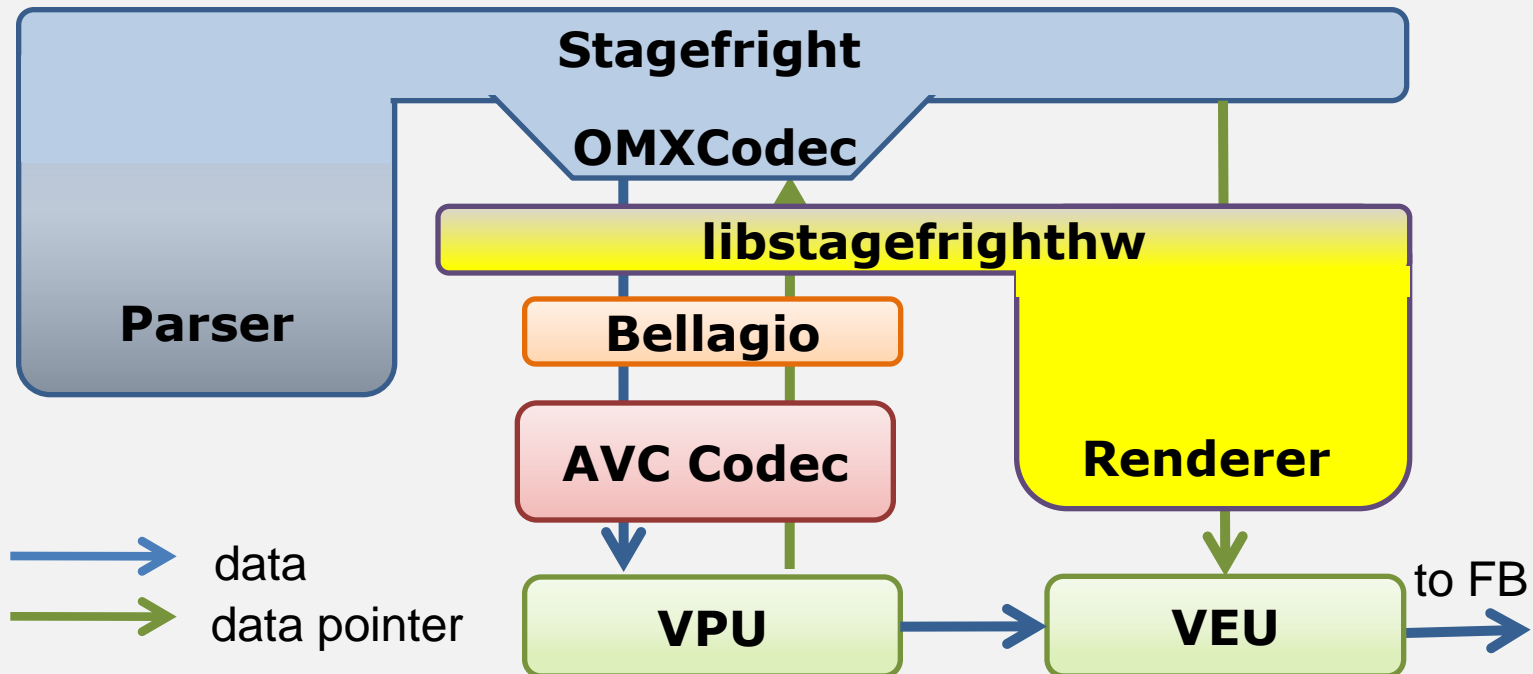 Stagefright
OMXCodec
libstagefrighthw
Parser
Bellagio
AVC Codec
Renderer
data
data pointer
VPU
VEU
to FB